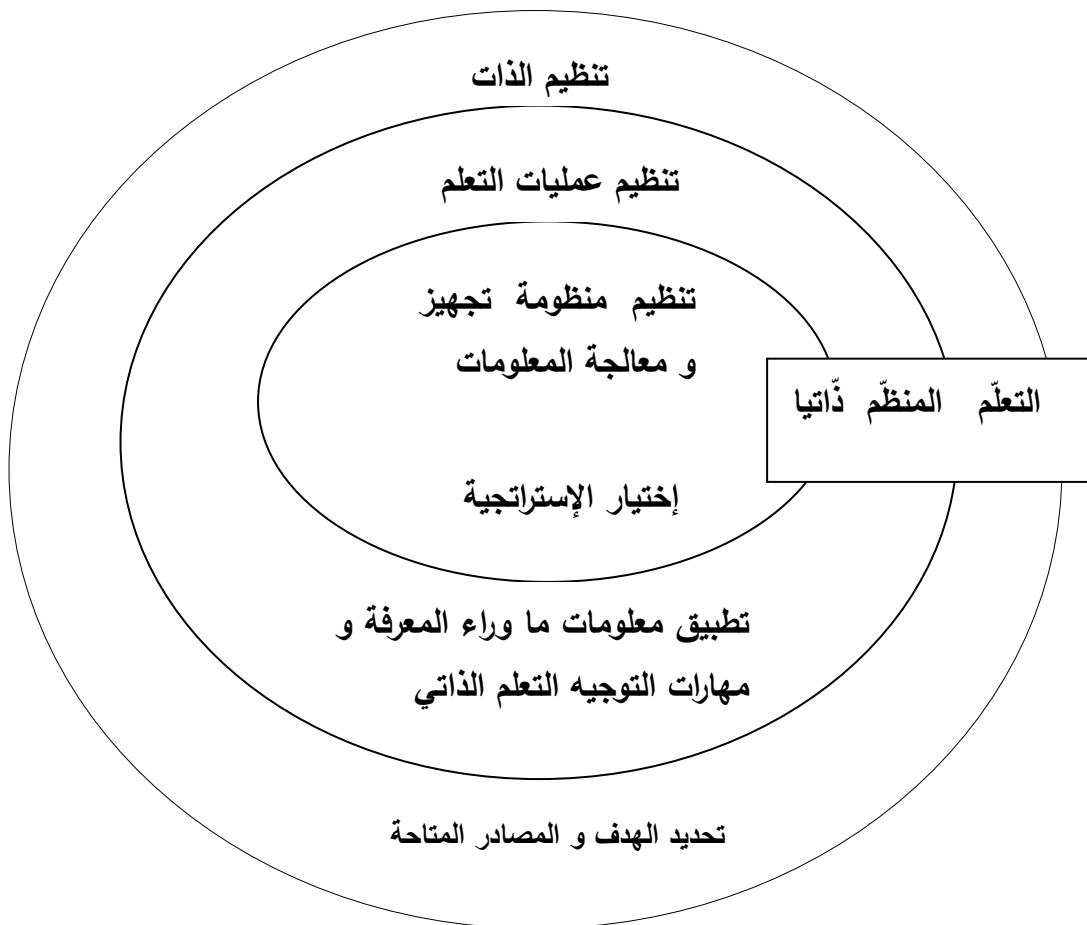 تنظيم الذات
تنظيم عمليات التعلم
تنظيم منظومة تجهيز
و معالجة المعلومات
التعلّم المنظّم ذّاتيا
إختيار الإستراتجية
تطبيق معلومات ما وراء المعرفة و
مهارات التوجيه التعلم الذاتي
تحديد الهدف و المصادر المتاحة